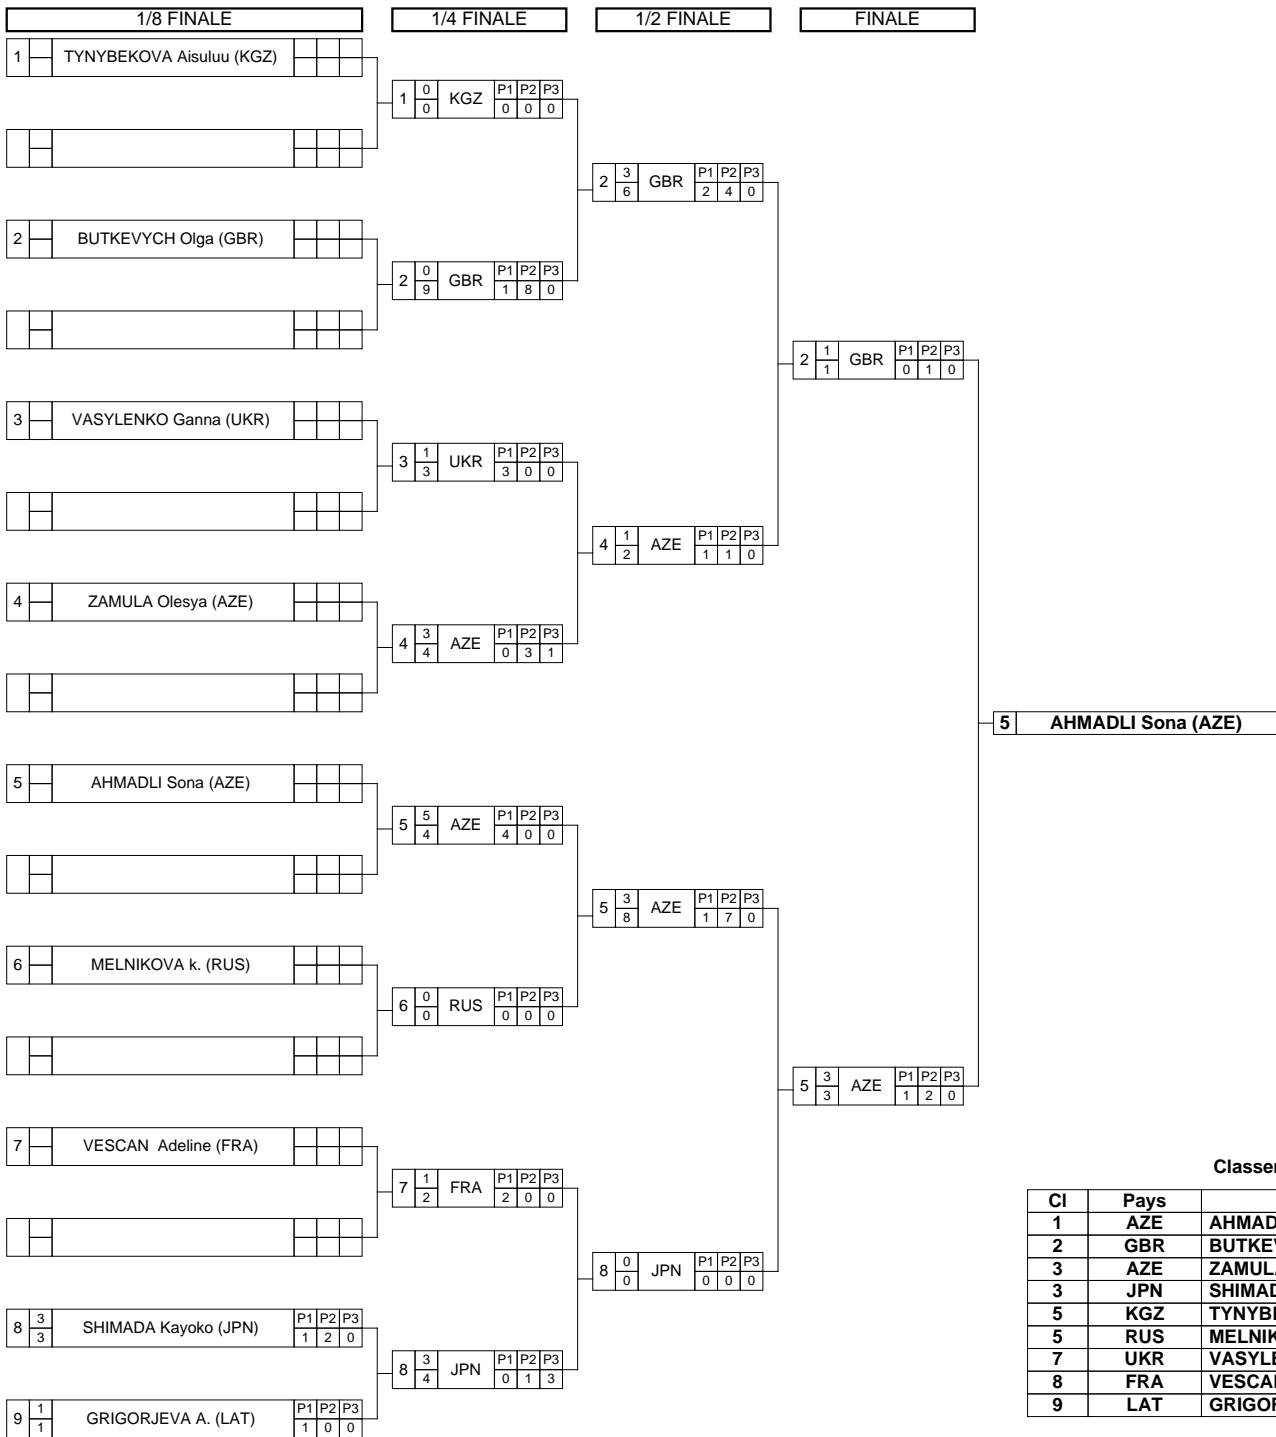 1/8 FINALE 1/4 FINALE 1/2 FINALE FINALE
1 TYNYBEKOVA Aisuluu (KGZ)
1 0 0 KGZ P1 P2 P3 0 0 0
2 3 6 GBR P1 P2 P3 2 4 0
2 BUTKEVYCH Olga (GBR)
2 0 9 GBR P1 P2 P3 1 8 0
2 1 1 GBR P1 P2 P3 0 1 0
3 VASYLENKO Ganna (UKR)
3 1 3 UKR P1 P2 P3 3 0 0
4 1 2 AZE P1 P2 P3 1 1 0
4 ZAMULA Olesya (AZE)
4 3 4 AZE P1 P2 P3 0 3 1
5 AHMADLI Sona (AZE)
5 AHMADLI Sona (AZE)
5 5 4 AZE P1 P2 P3 4 0 0
5 3 8 AZE P1 P2 P3 1 7 0
6 MELNIKOVA k. (RUS)
6 0 0 RUS P1 P2 P3 0 0 0
5 3 3 AZE P1 P2 P3 1 2 0
7 VESCAN Adeline (FRA)
7 1 2 FRA P1 P2 P3 2 0 0
8 0 0 JPN P1 P2 P3 0 0 0
8 3 3 SHIMADA Kayoko (JPN) P1 P2 P3 1 2 0
8 3 4 JPN P1 P2 P3 0 1 3
9 1 1 GRIGORJEVA A. (LAT) P1 P2 P3 1 0 0
Cl Pays
1 AZE AHMAD
2 GBR BUTKE
3 AZE ZAMUL
3 JPN SHIMAD
5 KGZ TYNYB
5 RUS MELNIK
7 UKR VASYL
8 FRA VESCA
9 LAT GRIGO